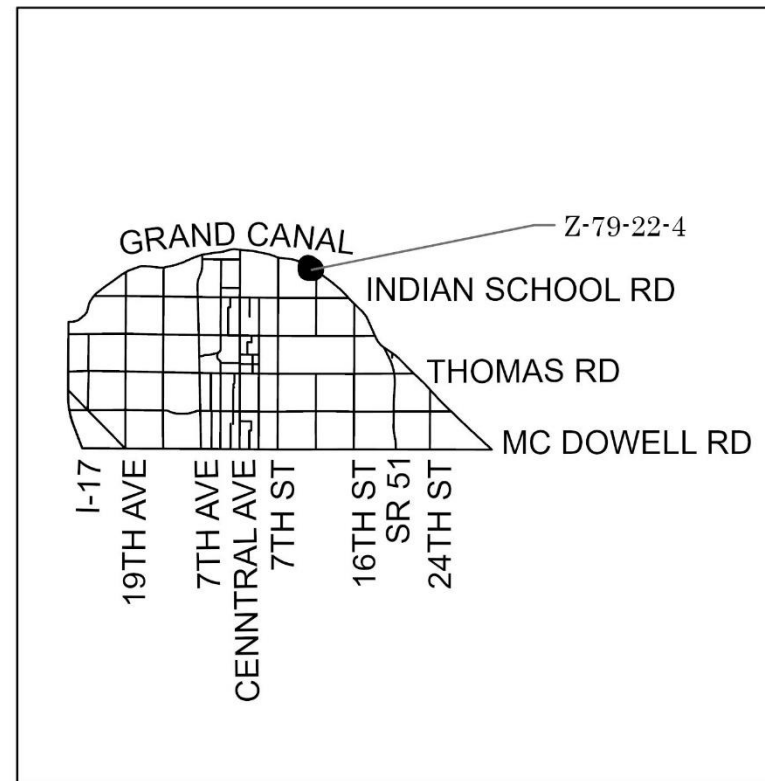 GRAND CANAL
Z-79-22-4
INDIAN SCHOOL RD
THOMAS RD
MC DOWELL RD
I-17
19TH AVE
7TH AVE
CENNTRAL AVE
7TH ST
16TH ST
SR 51
24TH ST